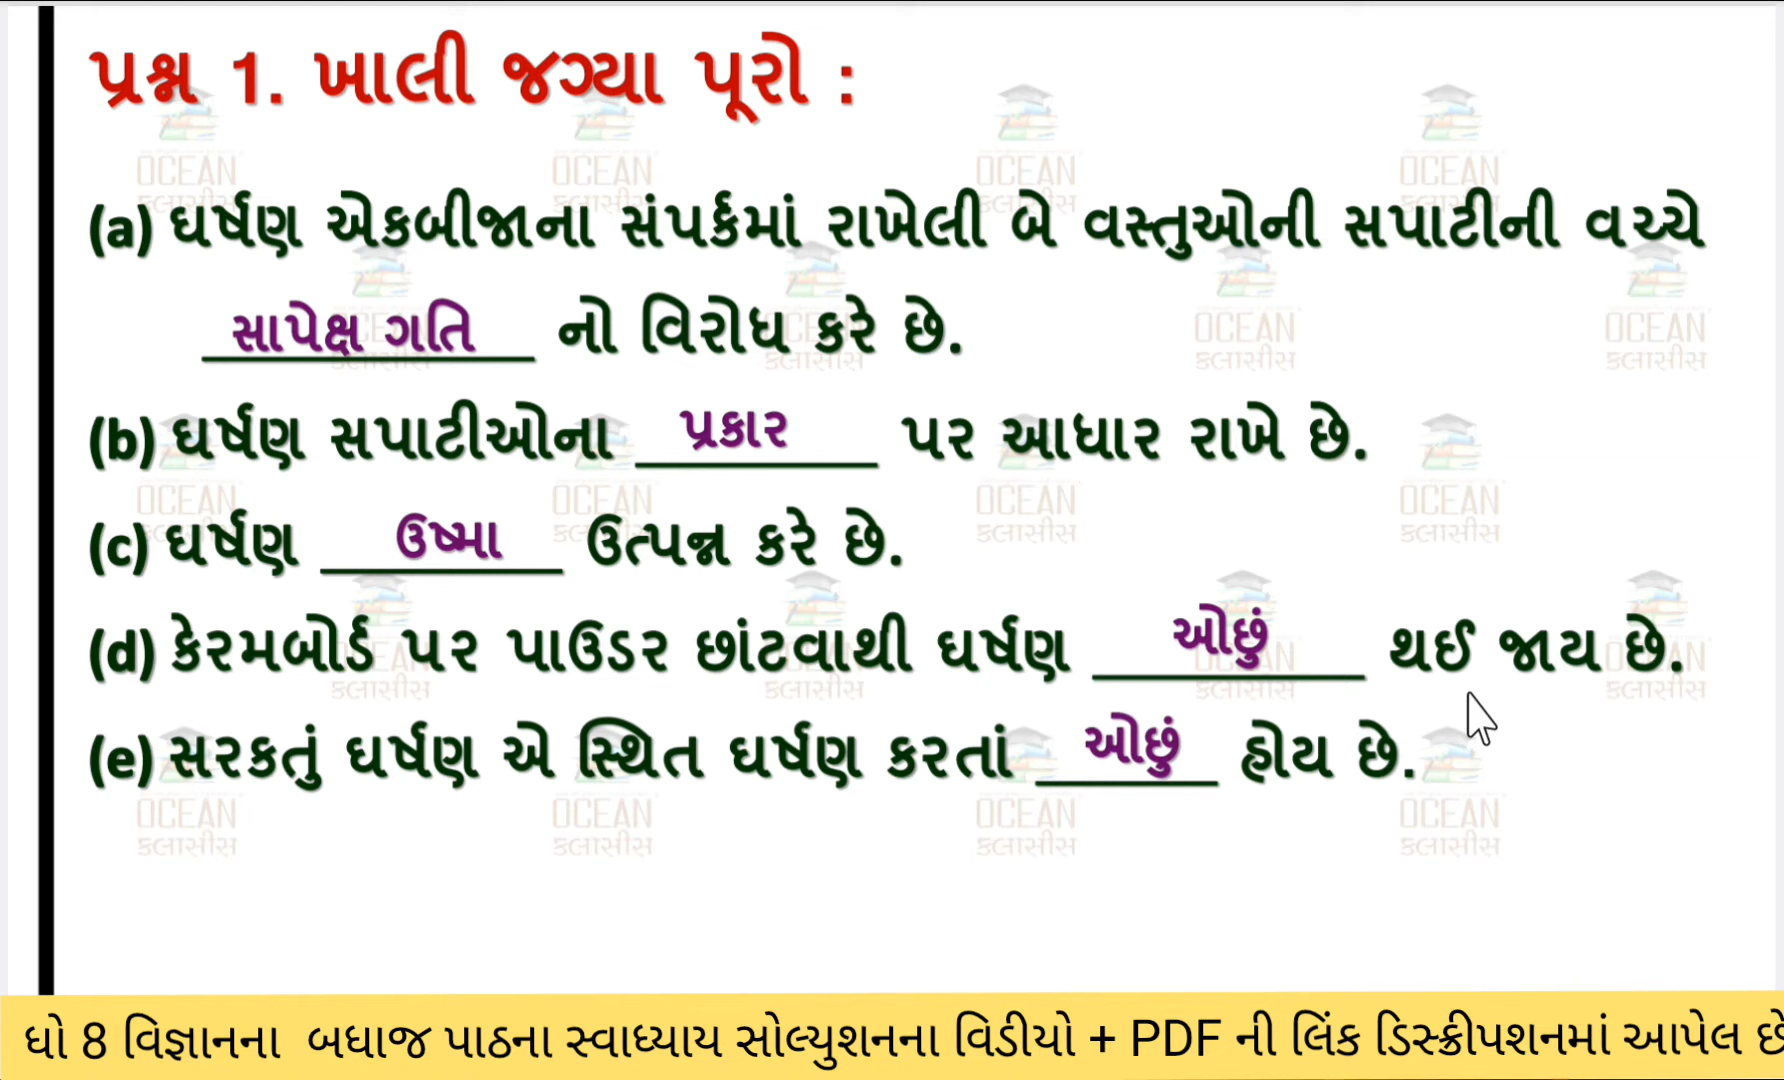 પ્રશ્ન 1. ખાલી જગ્યા પૂરો :
(a) ઘર્ષણ એકબીજાના સંપર્કમાં રાખેલી બે વસ્તુઓની સપાટીની વચ્ચે
સાપેક્ષ ગતિ નો વિરોધ કરે છે.
(b) ઘર્ષણ સપાટીઓના પ્રકાર પર આધાર રાખે છે.
(c) ઘર્ષણ ઉષ્મા ઉત્પન્ન કરે છે.
(d) કેરમબોર્ડ પર પાઉડર છાંટવાથી ઘર્ષણ ઓછું થઈ જાય છે.
(e) સરકતું ઘર્ષણ એ સ્થિત ઘર્ષણ કરતાં ઓછું હોય છે.
OCEAN
ક્લાસીસ
ધો 8 વિજ્ઞાનના બધાજ પાઠના સ્વાધ્યાય સોલ્યુશનના વિડીયો + PDF ની લિંક ડિસ્ક્રીપશનમાં આપેલ છે